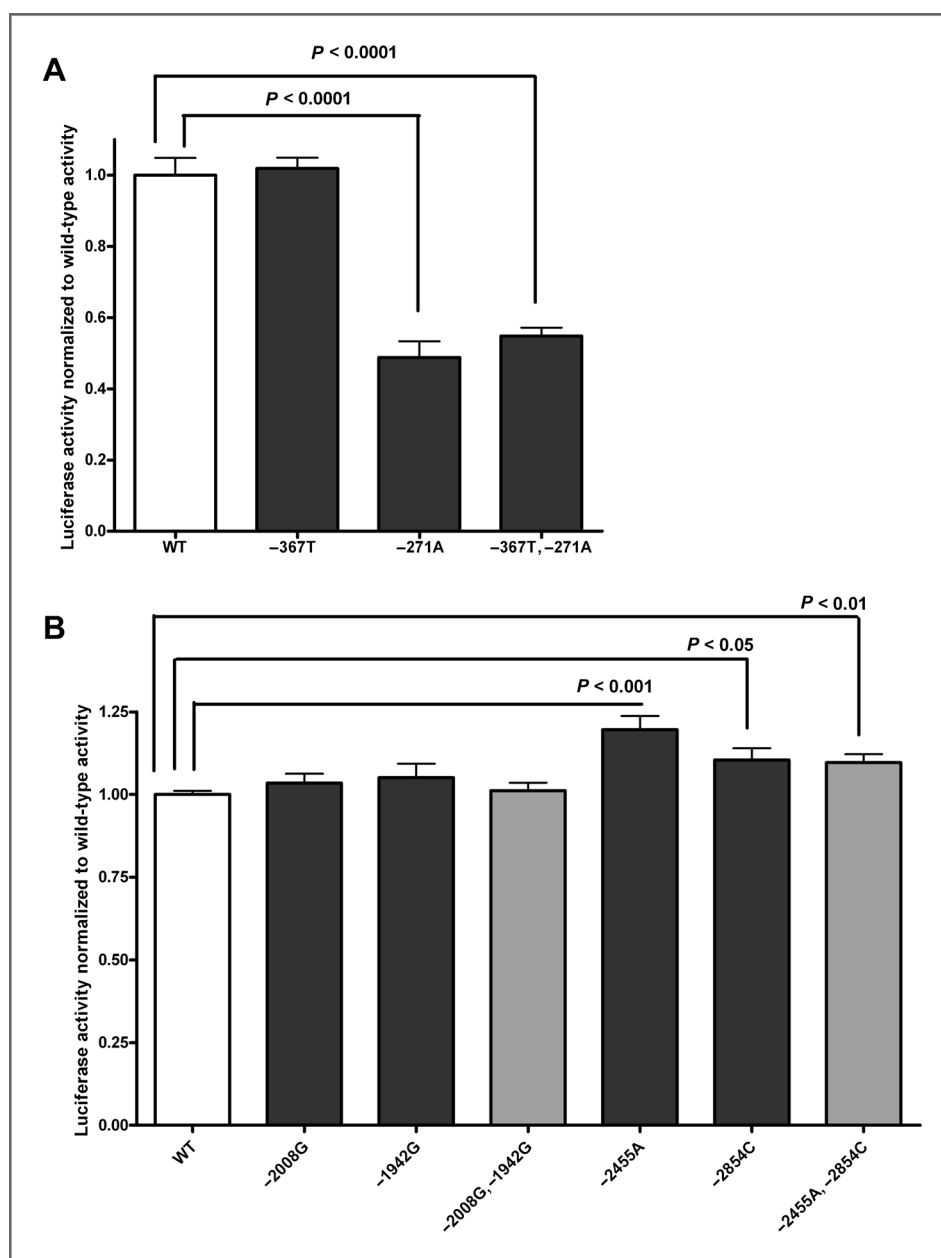 A
P < 0.0001
P < 0.0001
Luciferase activity normalized to wild-type activity
1.0
0.8
0.6
0.4
0.2
0.0
WT
–367T
–271A
–367T, –271A
B
P < 0.01
P < 0.05
P < 0.001
Luciferase activity normalized to wild-type activity
1.25
1.00
0.75
0.50
0.25
0.00
WT
–2008G
–1942G
–2008G, –1942G
–2455A
–2854C
–2455A, –2854C